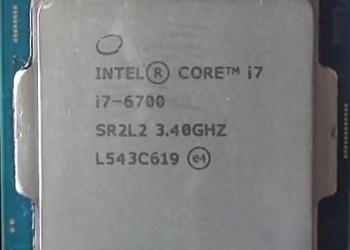 INTEL® CORE™ i7
i7-6700
SR2L2 3.40GHZ
L543C619 e4